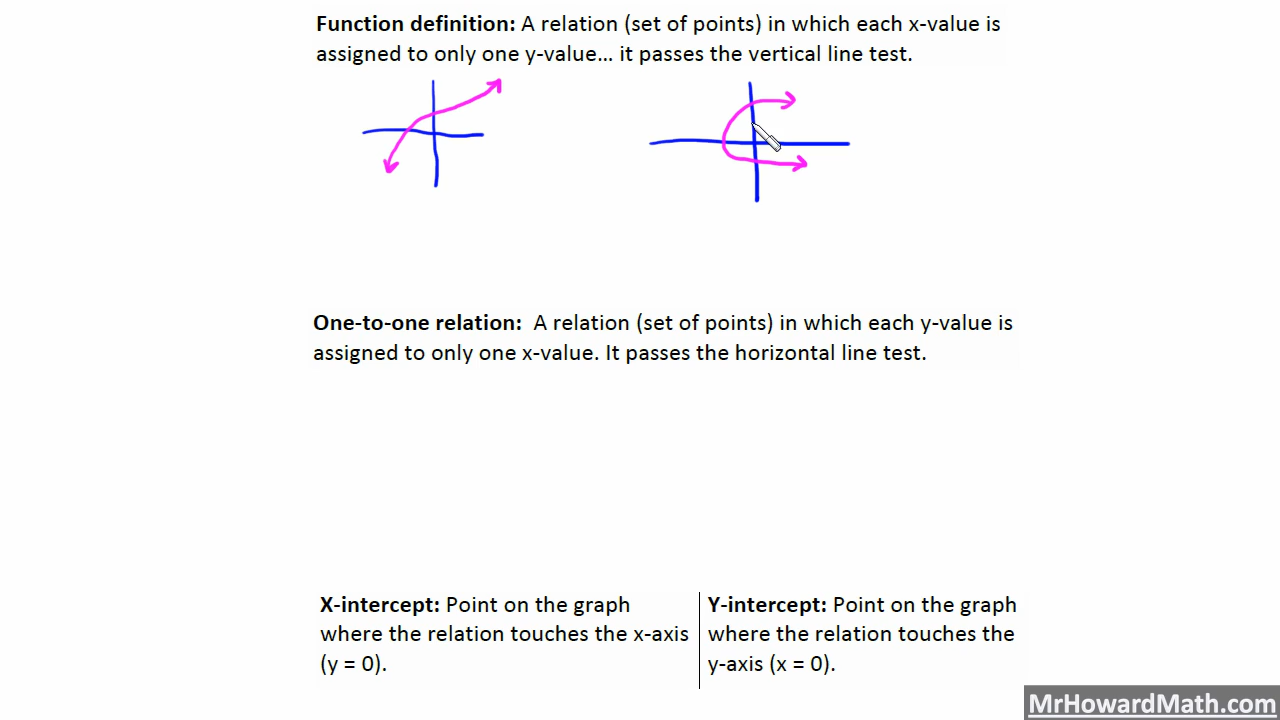 Function definition: A relation (set of points) in which each x-value is
assigned to only one y-value... it passes the vertical line test.
One-to-one relation:  A relation (set of points) in which each y-value is
assigned to only one x-value. It passes the horizontal line test.
X-intercept: Point on the graph
where the relation touches the x-axis
(y = 0).
Y-intercept: Point on the graph
where the relation touches the
y-axis (x = 0).
MrHowardMath.com